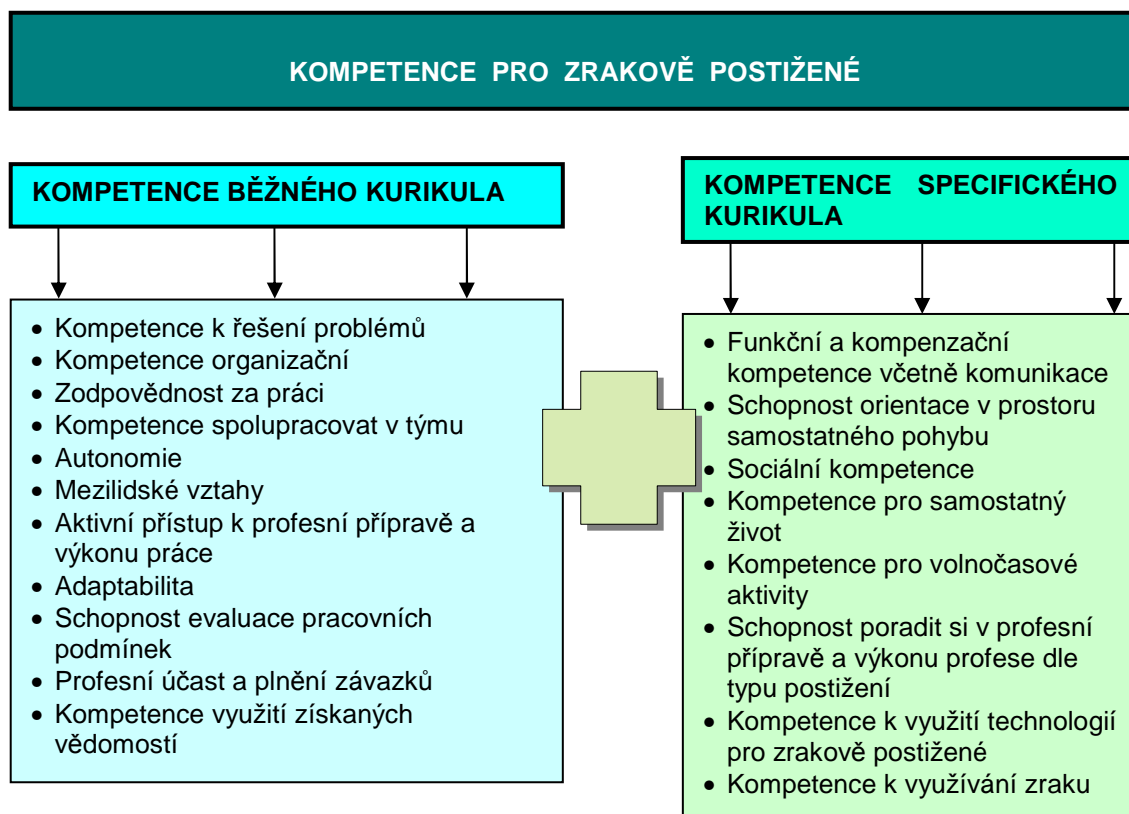 KOMPETENCE PRO ZRAKOVĚ POSTIŽENÉ
KOMPETENCE BĚŽNÉHO KURIKULA
• Kompetence k řešení problémů
• Kompetence organizační
• Zodpovědnost za práci
• Kompetence spolupracovat v týmu
• Autonomie
• Mezilidské vztahy
• Aktivní přístup k profesní přípravě a
výkonu práce
• Adaptabilita
• Schopnost evaluace pracovních
podmínek
• Profesní účast a plnění závazků
• Kompetence využití získaných
vědomostí
KOMPETENCE SPECIFICKÉHO
KURIKULA
• Funkční a kompenzační
kompetence včetně komunikace
• Schopnost orientace v prostoru
samostatného pohybu
• Sociální kompetence
• Kompetence pro samostatný
život
• Kompetence pro volnočasové
aktivity
• Schopnost poradit si v profesní
přípravě a výkonu profese dle
typu postižení
• Kompetence k využití technologií
pro zrakově postižené
• Kompetence k využívání zraku